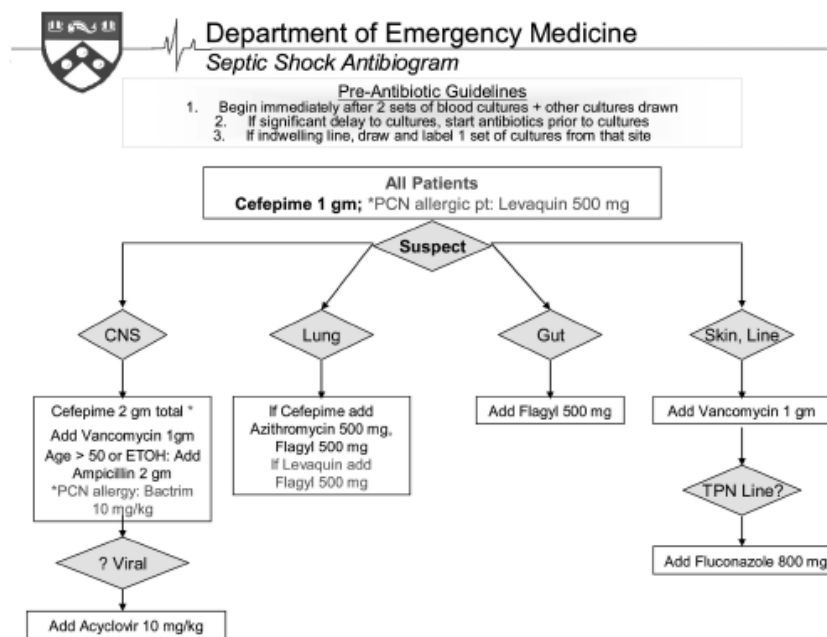 Department of Emergency Medicine
Septic Shock Antibiogram
Pre-Antibiotic Guidelines
1. Begin immediately after 2 sets of blood cultures + other cultures drawn
2. If significant delay to cultures, start antibiotics prior to cultures
3. If indwelling line, draw and label 1 set of cultures from that site
All Patients
Cefepime 1 gm; *PCN allergic pt: Levaquin 500 mg
Suspect
CNS
Lung
Gut
Skin, Line
Cefepime 2 gm total *
Add Vancomycin 1gm
Age > 50 or ETOH: Add
Ampicillin 2 gm
*PCN allergy: Bactrim
10 mg/kg
If Cefepime add
Azithromycin 500 mg,
Flagyl 500 mg
If Levaquin add
Flagyl 500 mg
Add Flagyl 500 mg
Add Vancomycin 1 gm
TPN Line?
Add Fluconazole 800 mg
? Viral
Add Acyclovir 10 mg/kg